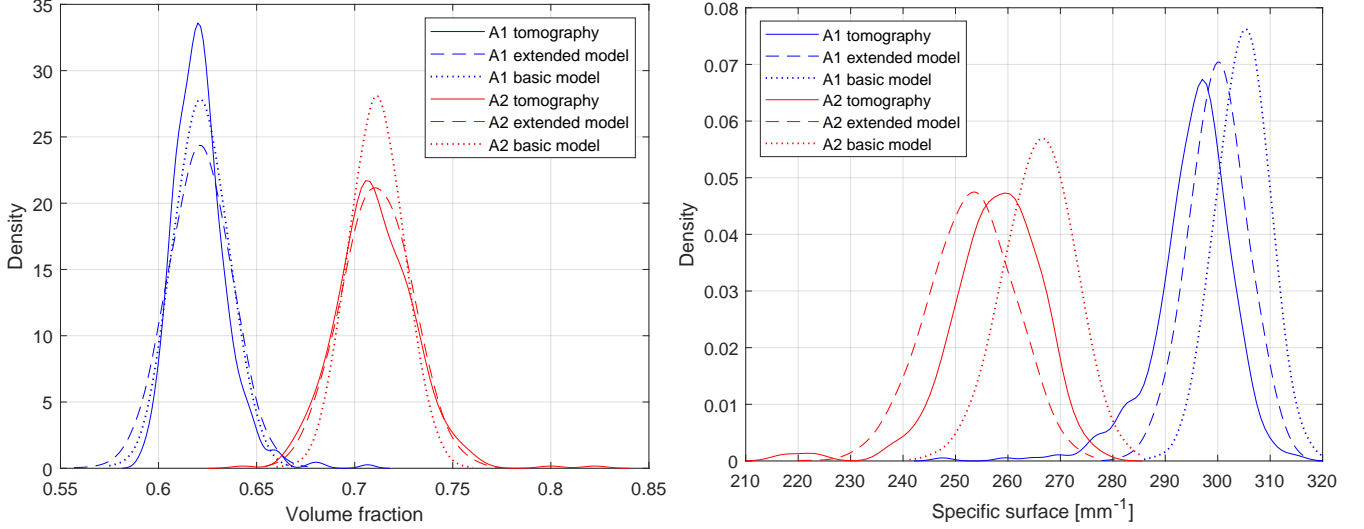 35
30
25
20
15
10
5
0
Density
0.55 0.6 0.65 0.7 0.75 0.8 0.85
Volume fraction
A1 tomography
A1 extended model
A1 basic model
A2 tomography
A2 extended model
A2 basic model
0.08
0.07
0.06
0.05
0.04
0.03
0.02
0.01
0
Density
210 220 230 240 250 260 270 280 290 300 310 320
Specific surface [mm⁻¹]
A1 tomography
A1 extended model
A1 basic model
A2 tomography
A2 extended model
A2 basic model